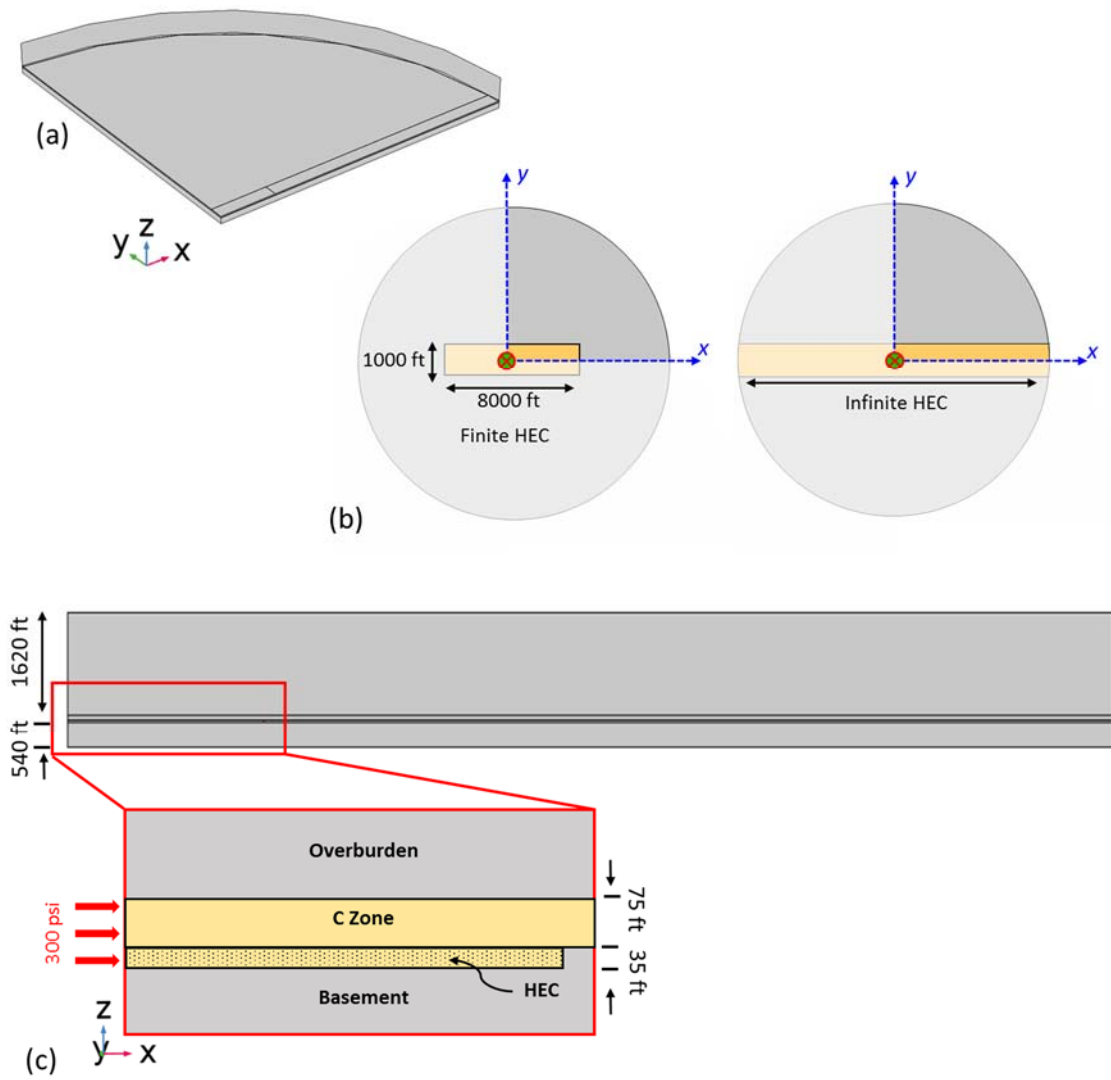 (a)
z
y
x
y
y
x
x
1000 ft
8000 ft
Finite HEC
Infinite HEC
(b)
1620 ft
540 ft
Overburden
C Zone
300 psi
HEC
Basement
75 ft
35 ft
z
y
x
(c)